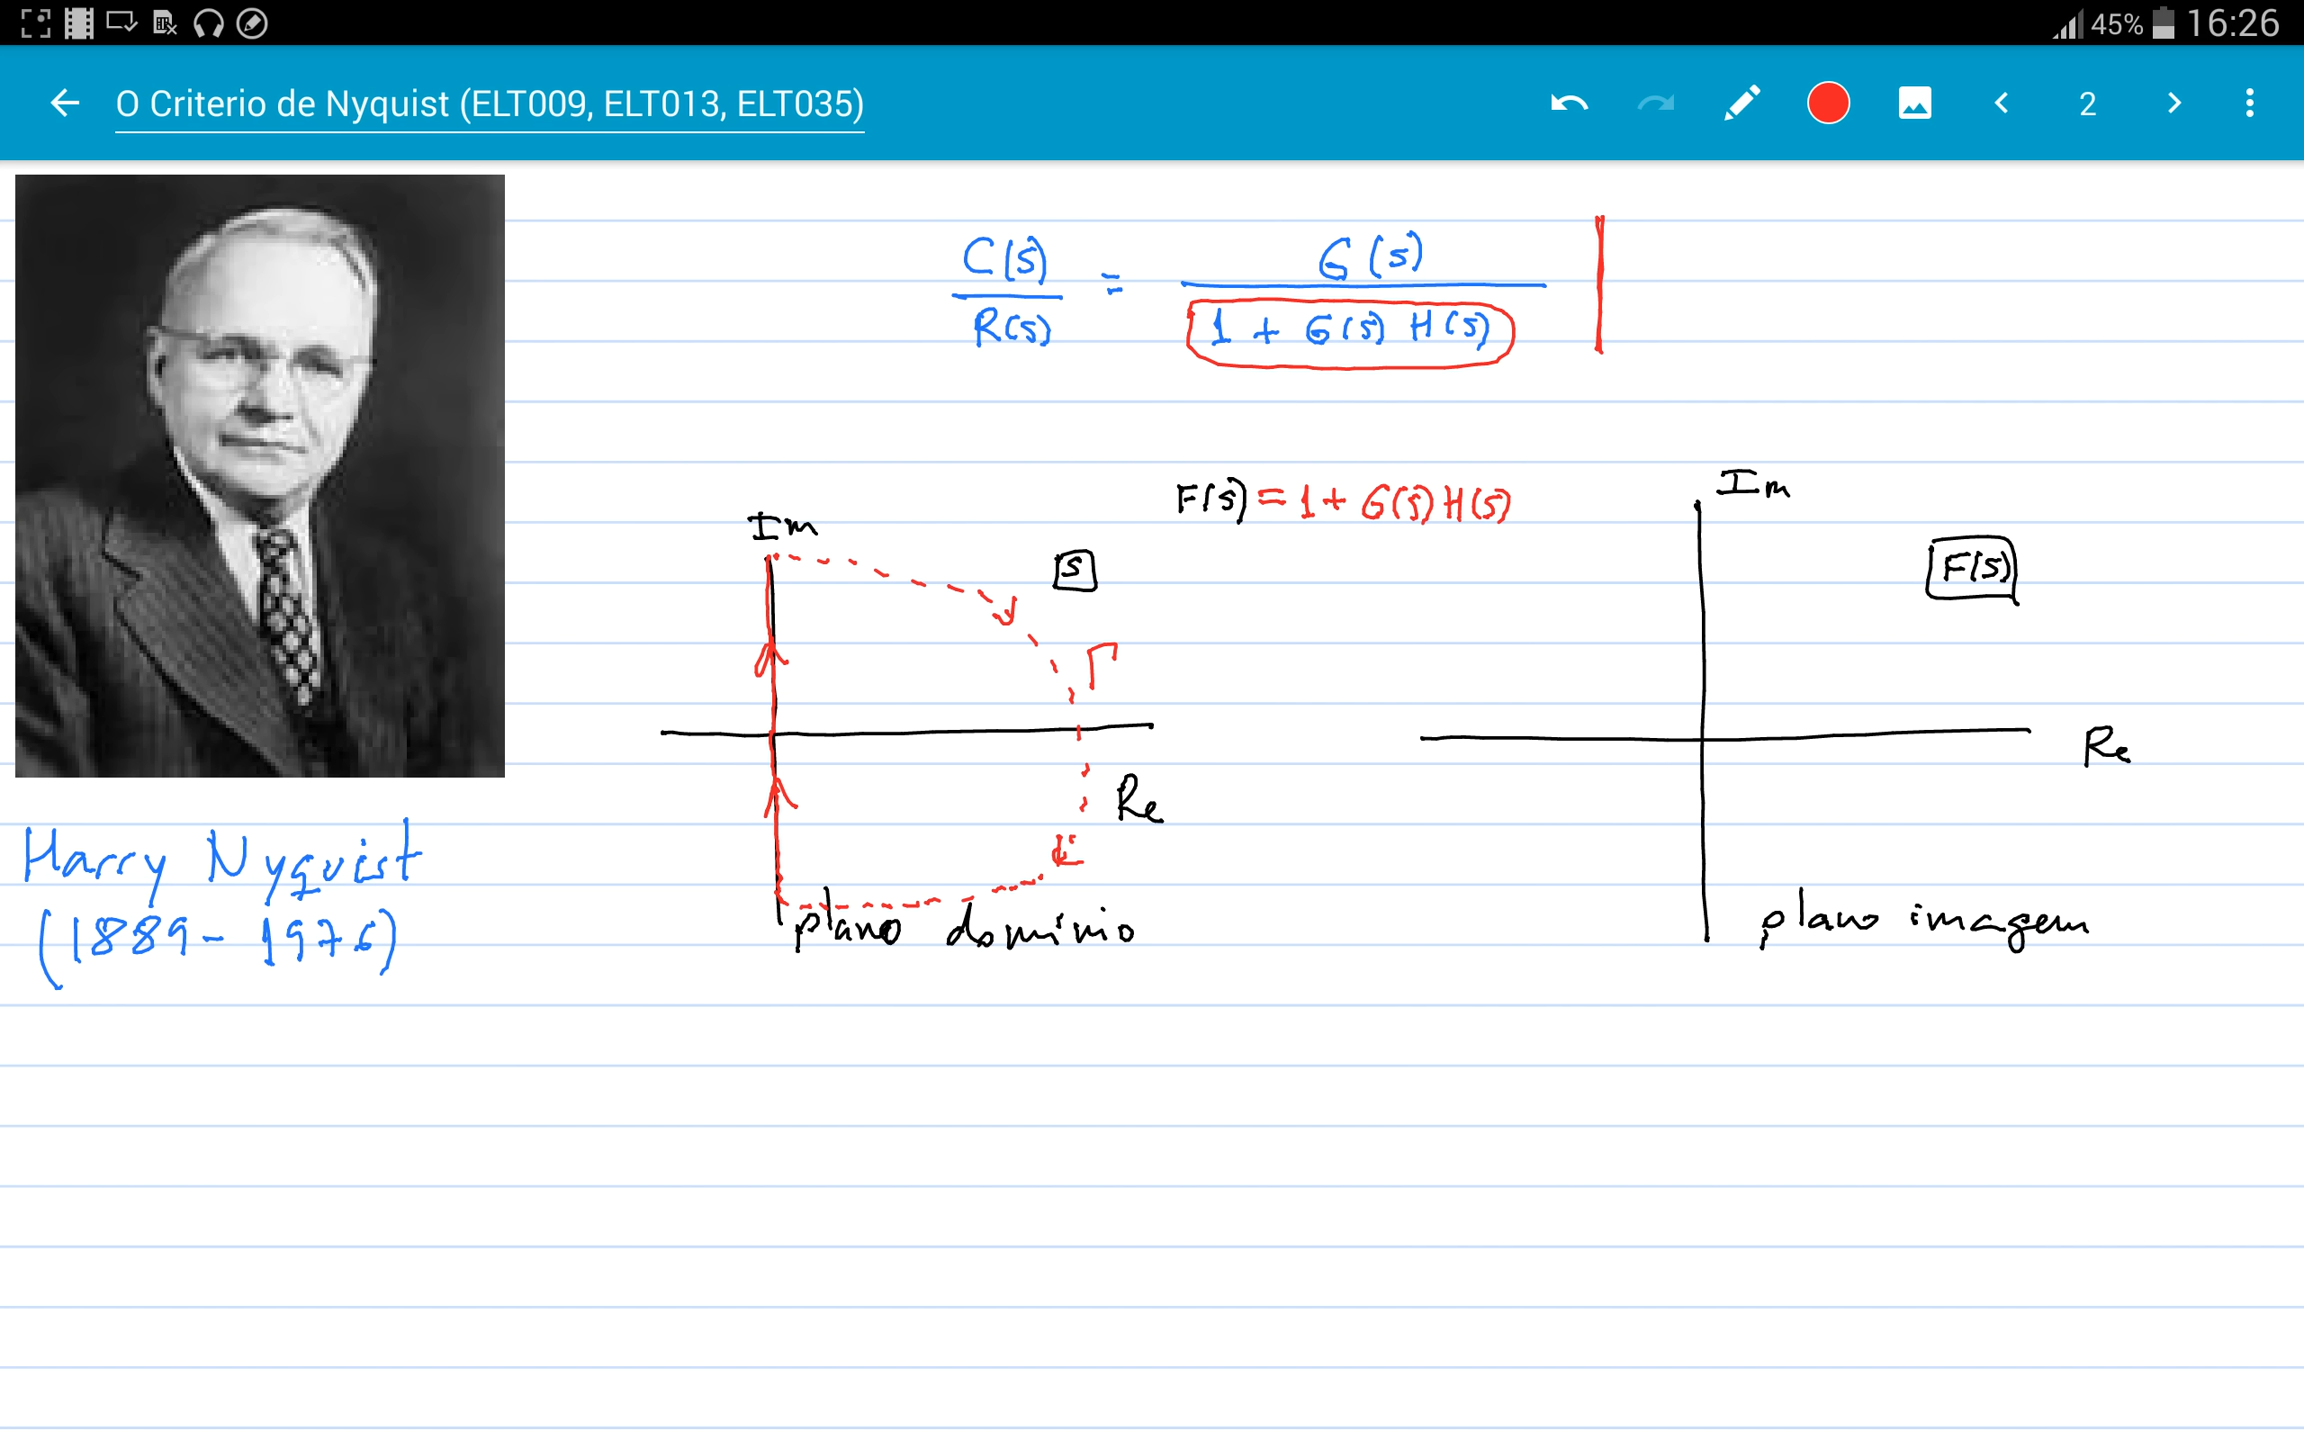 45% 16:26
O Criterio de Nyquist (ELT009, ELT013, ELT035) 2
C(s) / R(s) = G(s) / 1 + G(s) H(s)
F(s) = 1 + G(s) H(s)
Im
Im
S
F(s)
Γ
Re
Re
Harry Nyquist
(1889 - 1976)
plano domínio
plano imagem